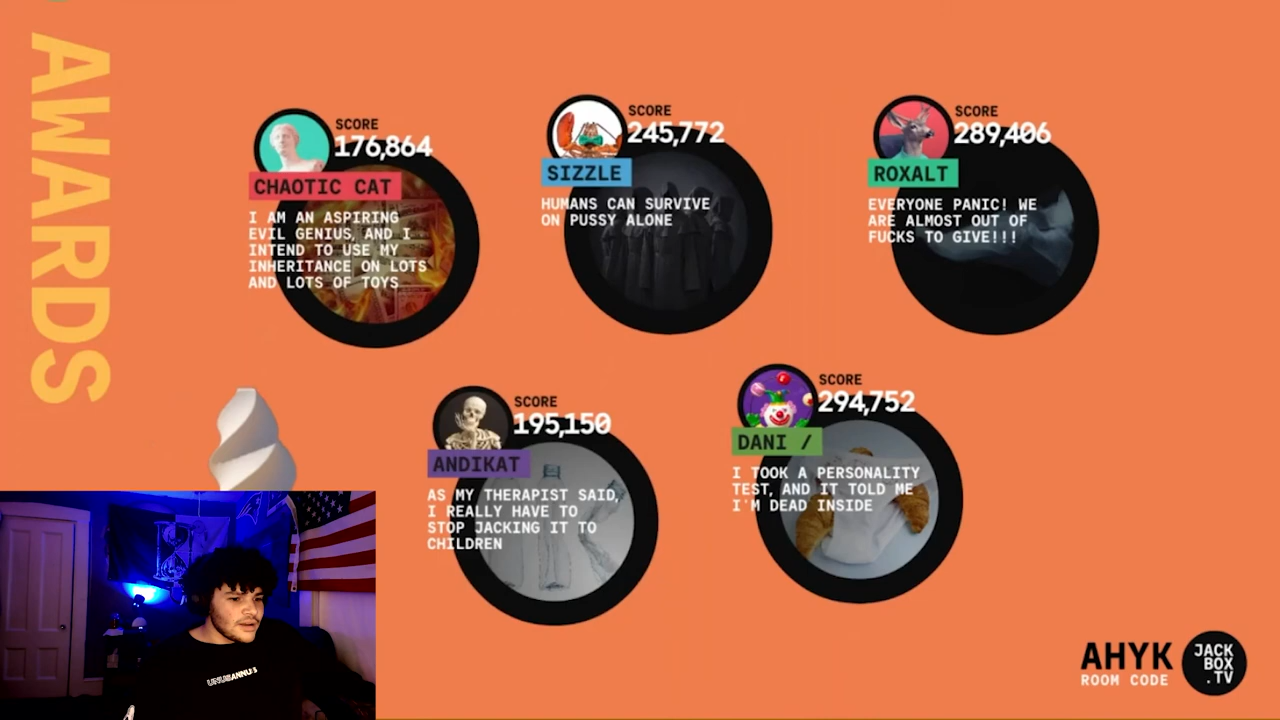 AWARDS
SCORE
176,864
CHAOTIC CAT
I AM AN ASPIRING
EVIL GENIUS, AND I
INTEND TO USE MY
INHERITANCE ON LOTS
AND LOTS OF TOYS
SCORE
245,772
SIZZLE
HUMANS CAN SURVIVE
ON PUSSY ALONE
SCORE
289,406
ROXALT
EVERYONE PANIC! WE
ARE ALMOST OUT OF
FUCKS TO GIVE!!!
SCORE
195,150
ANDIKAT
AS MY THERAPIST SAID,
I REALLY HAVE TO
STOP JACKING IT TO
CHILDREN
SCORE
294,752
DANI /
I TOOK A PERSONALITY
TEST, AND IT TOLD ME
I'M DEAD INSIDE
UNUSANNUS
AHYK
ROOM CODE
JACK
BOX
.TV